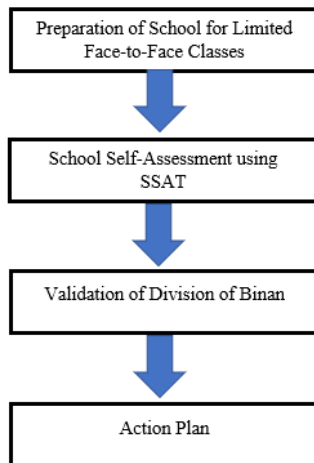 Preparation of School for Limited
Face-to-Face Classes
School Self-Assessment using
SSAT
Validation of Division of Binan
Action Plan